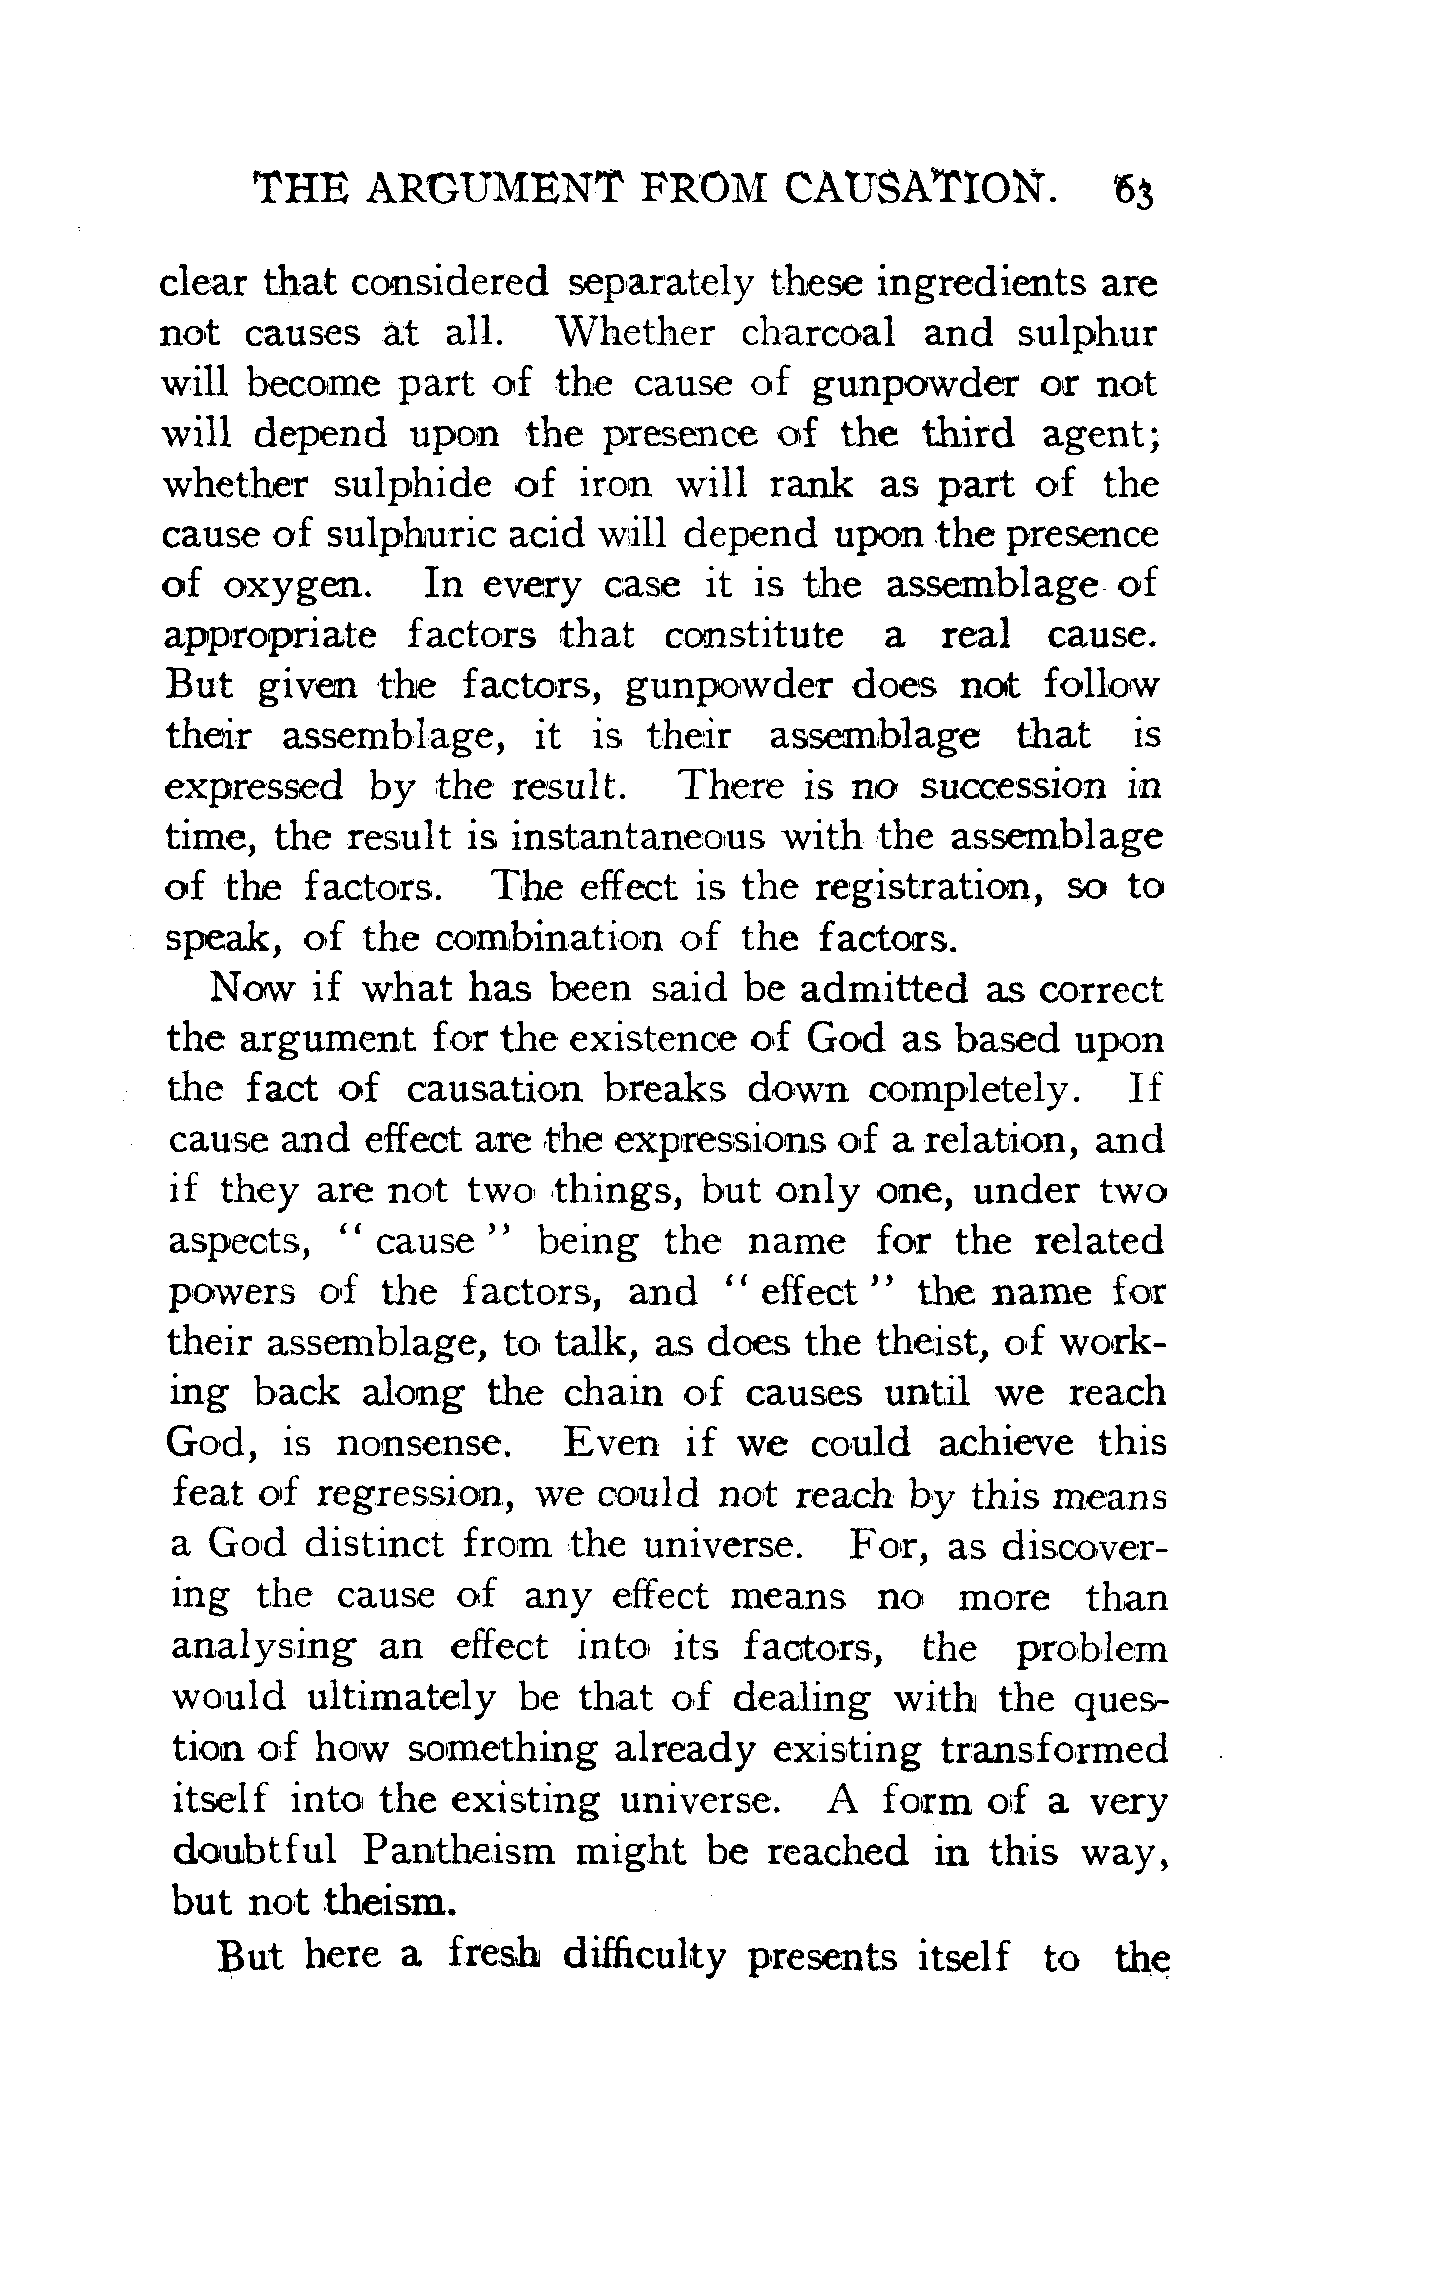 THE ARGUMENT FROM CAUSATION. 63
clear that considered separately these ingredients are
not causes at all. Whether charcoal and sulphur
will become part of the cause of gunpowder or not
will depend upon the presence of the third agent;
whether sulphide of iron will rank as part of the
cause of sulphuric acid will depend upon the presence
of oxygen. In every case it is the assemblage of
appropriate factors that constitute a real cause.
But given the factors, gunpowder does not follow
their assemblage, it is their assemblage that is
expressed by the result. There is no succession in
time, the result is instantaneous with the assemblage
of the factors. The effect is the registration, so to
speak, of the combination of the factors.
Now if what has been said be admitted as correct
the argument for the existence of God as based upon
the fact of causation breaks down completely. If
cause and effect are the expressions of a relation, and
if they are not two things, but only one, under two
aspects, " cause " being the name for the related
powers of the factors, and " effect " the name for
their assemblage, to talk, as does the theist, of work-
ing back along the chain of causes until we reach
God, is nonsense. Even if we could achieve this
feat of regression, we could not reach by this means
a God distinct from the universe. For, as discover-
ing the cause of any effect means no more than
analysing an effect into its factors, the problem
would ultimately be that of dealing with the ques-
tion of how something already existing transformed
itself into the existing universe. A form of a very
doubtful Pantheism might be reached in this way,
but not theism.
But here a fresh difficulty presents itself to the